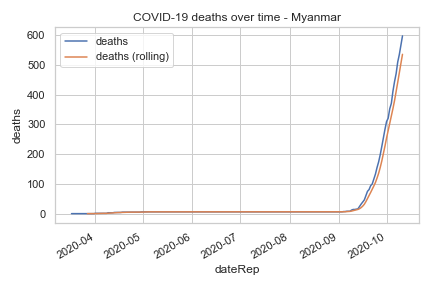 COVID-19 deaths over time - Myanmar
deaths
deaths (rolling)
600
500
400
300
200
100
0
deaths
2020-04
2020-05
2020-06
2020-07
2020-08
2020-09
2020-10
dateRep